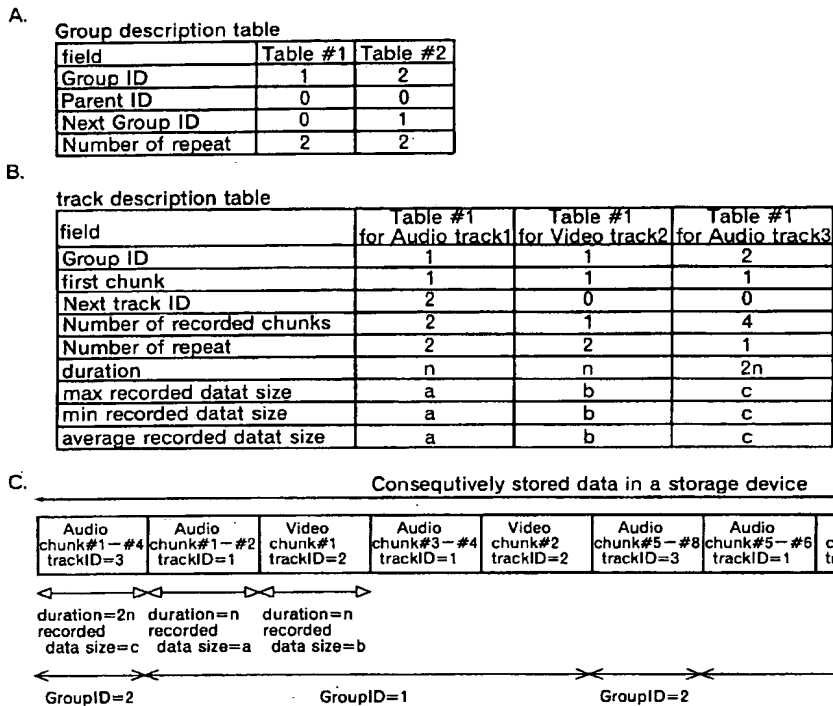 A.
Group description table
field Table #1 Table #2
Group ID 1 2
Parent ID 0 0
Next Group ID 0 1
Number of repeat 2 2
B.
track description table
field Table #1 for Audio track1 Table #1 for Video track2 Table #1 for Audio track3
Group ID 1 1 2
first chunk 1 1 1
Next track ID 2 0 0
Number of recorded chunks 2 1 4
Number of repeat 2 2 1
duration n n 2n
max recorded datat size a b c
min recorded datat size a b c
average recorded datat size a b c
C.
Consequtively stored data in a storage device
Audio chunk#1-#4 trackID=3
Audio chunk#1-#2 trackID=1
Video chunk#1 trackID=2
Audio chunk#3-#4 trackID=1
Video chunk#2 trackID=2
Audio chunk#5-#8 trackID=3
Audio chunk#5-#6 trackID=1
duration=2n recorded data size=c
duration=n recorded data size=a
duration=n recorded data size=b
GroupID=2 GroupID=1 GroupID=2